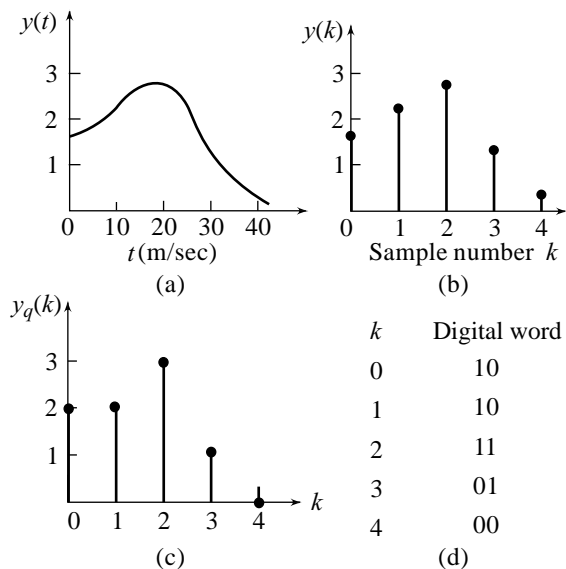 y(t)
3
2
1
0 10 20 30 40
t(m/sec)
(a)
y(k)
3
2
1
0 1 2 3 4
Sample number k
(b)
y_q(k)
3
2
1
0 1 2 3 4 k
(c)
k Digital word
0 10
1 10
2 11
3 01
4 00
(d)